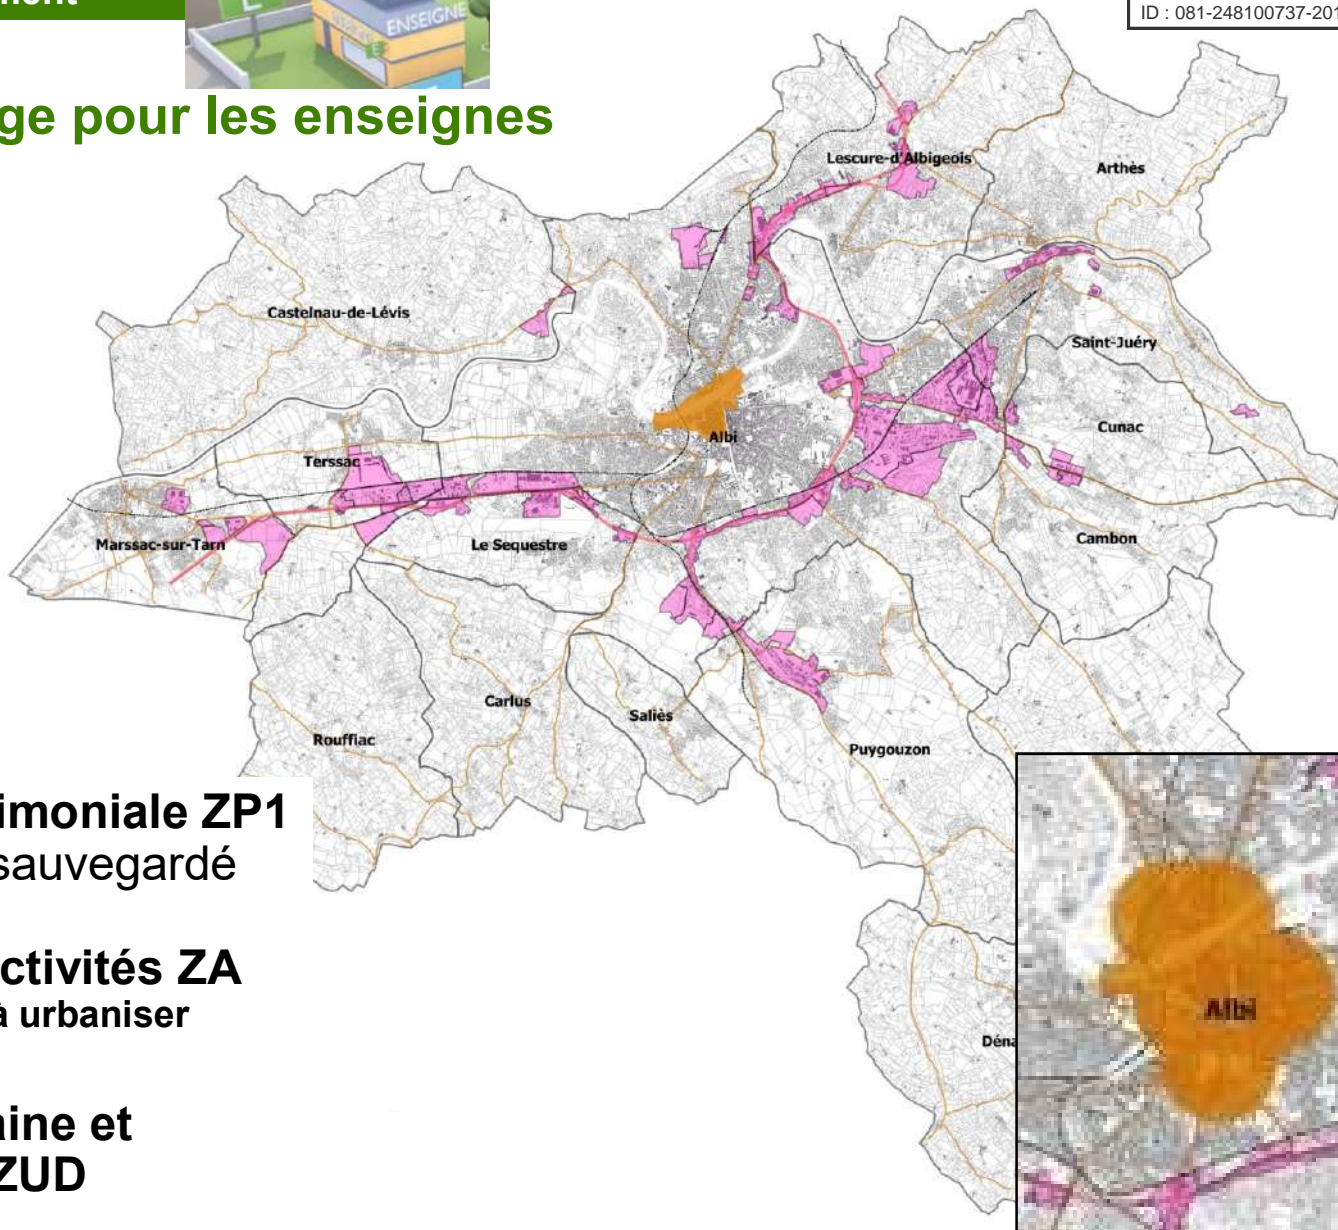 ID : 081-248100737-201
ENSEIGNE
ge pour les enseignes
Lescure-d'Albigeois
Arthès
Castelnau-de-Lévis
Saint-Juéry
Cunac
Albi
Terssac
Marssac-sur-Tarn
Le Sequestre
Cambon
Carlus
Saliès
Rouffiac
Puygouzon
imoniale ZP1
sauvegardé
ctivités ZA
à urbaniser
Albi
Déna
aine et
ZUD